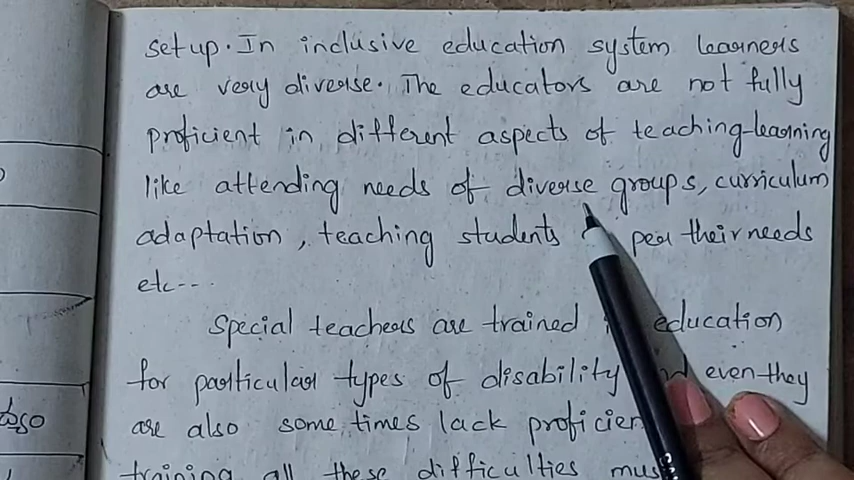 setup. In inclusive education system learners
are very diverse. The educators are not fully
proficient in different aspects of teaching-learning
like attending needs of diverse groups, curriculum
adaptation, teaching students per their needs
etc---
Special teachers are trained education
for particular types of disability even they
are also some times lack
training all these difficulties